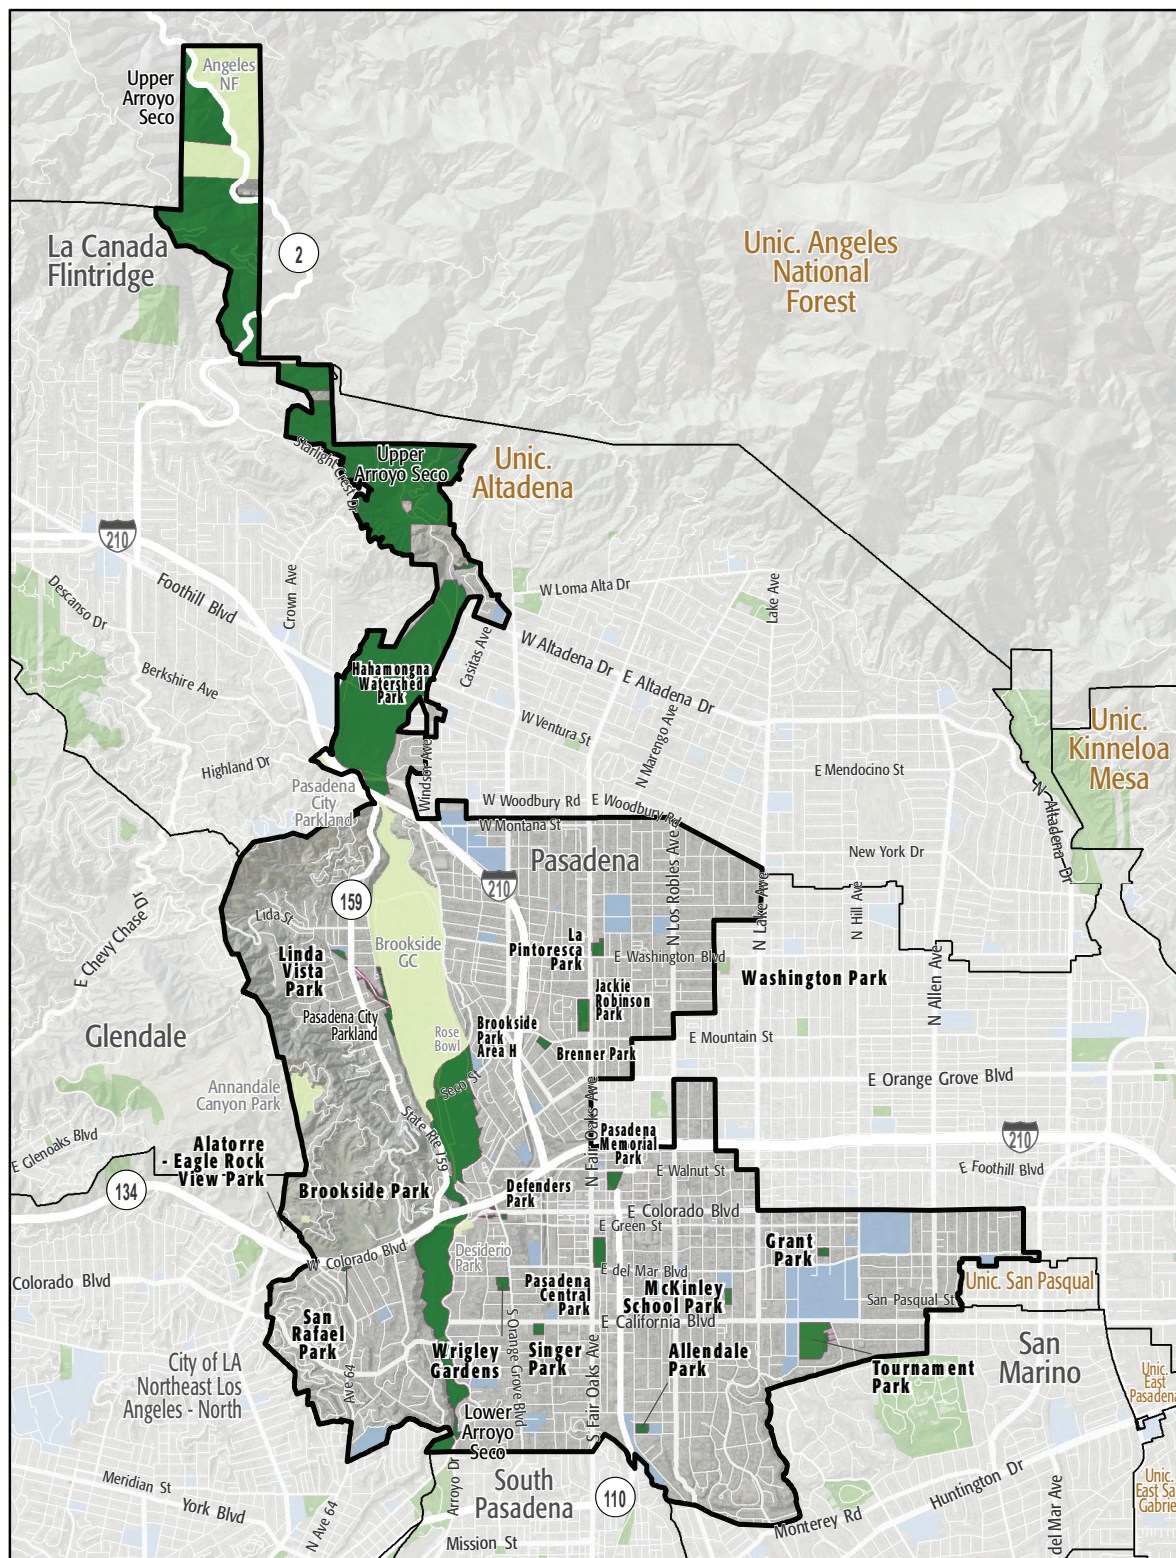 Angeles
NF
Upper
Arroyo
Seco
La Canada
Flintridge
2
Unic. Angeles
National
Forest
Starlight Crest Dr
Upper
Arroyo Seco
Unic.
Altadena
210
Foothill Blvd
Crown Ave
Descanso Dr
Berkshire Ave
Highland Dr
W Loma Alta Dr
Lake Ave
Casitas Ave
W Altadena Dr
E Altadena Dr
Hahamongna
Watershed
Park
W Ventura St
N Marengo Ave
Unic.
Kinneloa
Mesa
E Mendocino St
N Altadena Dr
Pasadena
City
Parkland
Windsor Ave
W Woodbury Rd
E Woodbury Rd
W Montana St
New York Dr
Pasadena
210
N Los Robles Ave
N Lake Ave
N Hill Ave
159
Lida St
E Chevy Chase Dr
Linda
Vista
Park
Brookside
GC
La
Pintoresca
Park
E Washington Blvd
Washington Park
N Allen Ave
Jackie
Robinson
Park
Pasadena City
Parkland
Rose
Bowl
Brookside
Park
Area H
Brenner Park
E Mountain St
Glendale
Annandale
Canyon Park
Seco St
E Orange Grove Blvd
N Fair Oaks Ave
State Rte 159
Pasadena
Memorial
Park
210
E Glenoaks Blvd
Alatorre
- Eagle Rock
View Park
E Walnut St
E Foothill Blvd
134
Brookside Park
Defenders
Park
E Colorado Blvd
E Green St
W Colorado Blvd
Desiderio
Park
Grant
Park
Colorado Blvd
E del Mar Blvd
Pasadena
Central
Park
McKinley
School Park
Unic. San Pasqual
San Pasqual St
E California Blvd
San
Rafael
Park
S Orange Grove Blvd
Wrigley
Gardens
Singer
Park
Allendale
Park
Tournament
Park
San
Marino
City of LA
Northeast Los
Angeles - North
Ave 64
S Fair Oaks Ave
Unic.
East
Pasadena
Lower
Arroyo
Seco
Arroyo Dr
South
Pasadena
110
Meridian St
York Blvd
N Ave 64
Mission St
Monterey Rd
Huntington Dr
del Mar Ave
Unic.
East Sa
Gabrie